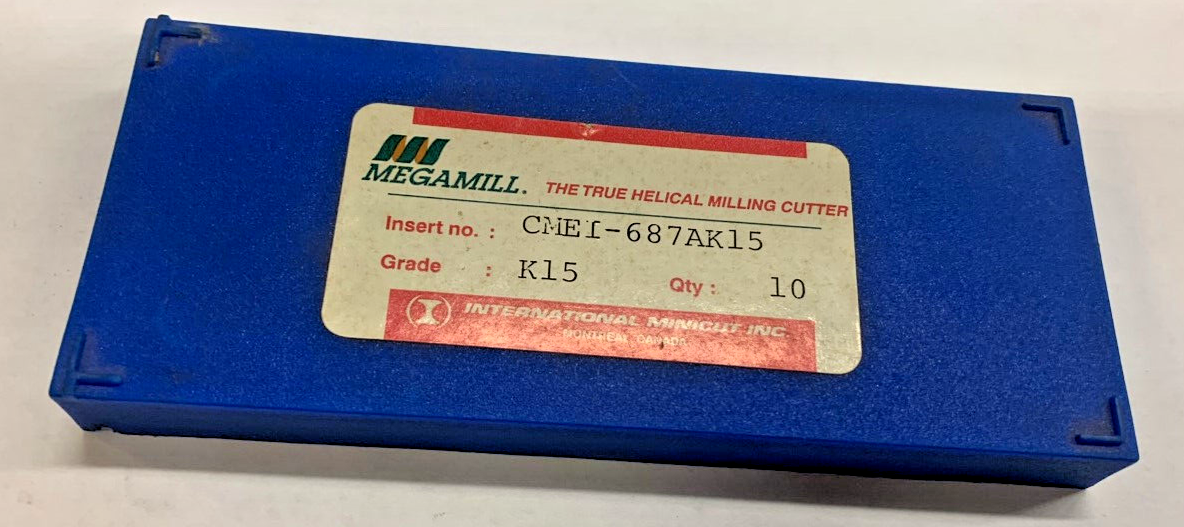 MEGAMILL. THE TRUE HELICAL MILLING CUTTER
Insert no. : CMEI-687AK15
Grade : K15 Qty : 10
INTERNATIONAL MINICUT INC.
MONTREAL, CANADA